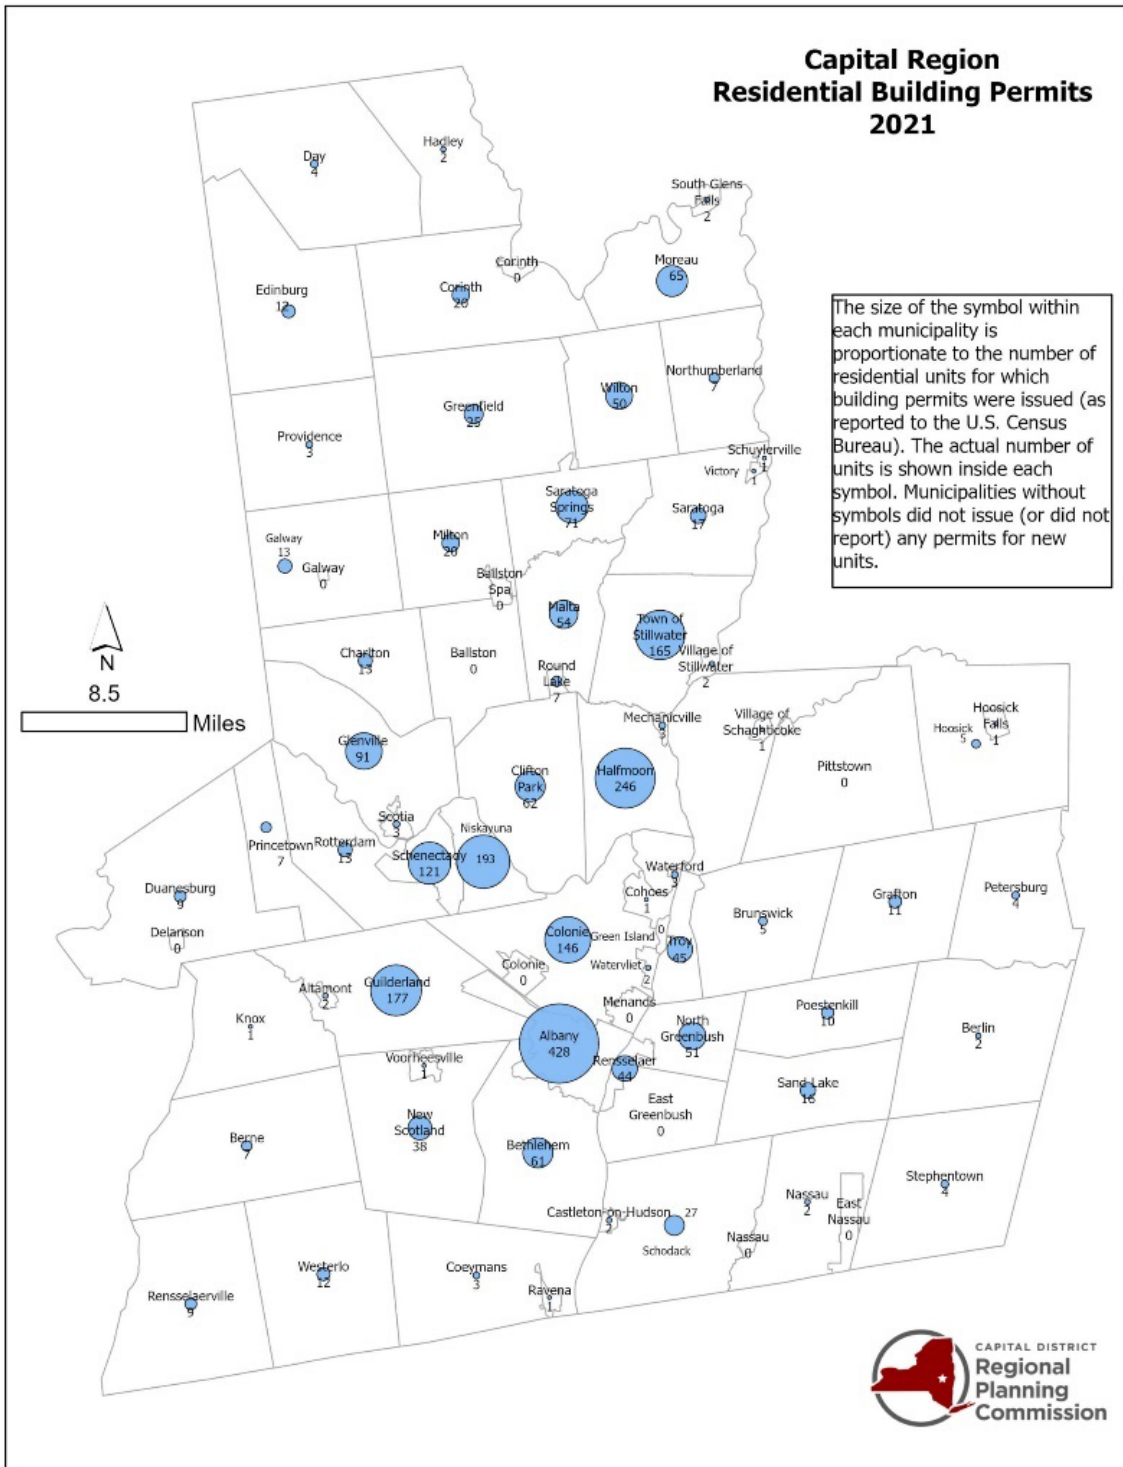 Capital Region
Residential Building Permits
2021
Hadley
2
Day
4
South Glens
Falls
2
Corinth
0
Moreau
65
Edinburg
12
Corinth
20
The size of the symbol within
each municipality is
proportionate to the number of
residential units for which
building permits were issued (as
reported to the U.S. Census
Bureau). The actual number of
units is shown inside each
symbol. Municipalities without
symbols did not issue (or did not
report) any permits for new
units.
Northumberland
7
Wilton
50
Greenfield
25
Providence
3
Schuylerville
1
Victory
1
Saratoga
Springs
71
Saratoga
17
Milton
20
Galway
13
Galway
0
Ballston
Spa
0
Malta
54
Town of
Stillwater
165
Village of
Stillwater
2
Charlton
13
Ballston
0
Round
Lake
7
N
8.5
Miles
Mechanicville
3
Village of
Schaghticoke
1
Hoosick
Falls
1
Hoosick
5
Pittstown
0
Glenville
91
Clifton
Park
62
Halfmoon
246
Scotia
3
Niskayuna
193
Princetown
7
Rotterdam
13
Schenectady
121
Waterford
3
Cohoes
1
Duanesburg
9
Delanson
0
Grafton
11
Petersburg
4
Brunswick
5
Colonie
146
Green Island
0
Troy
45
Colonie
0
Watervliet
2
Guilderland
177
Altamont
2
Menands
0
Knox
1
Albany
428
North
Greenbush
51
Poestenkill
10
Berlin
2
Voorheesville
1
Rensselaer
44
Sand Lake
16
East
Greenbush
0
New
Scotland
38
Berne
7
Bethlehem
61
Stephentown
4
Nassau
2
East
Nassau
0
Castleton-on-Hudson
2
27
Schodack
Nassau
0
Westerlo
12
Coeymans
3
Ravena
1
Rensselaerville
9
CAPITAL DISTRICT
Regional
Planning
Commission